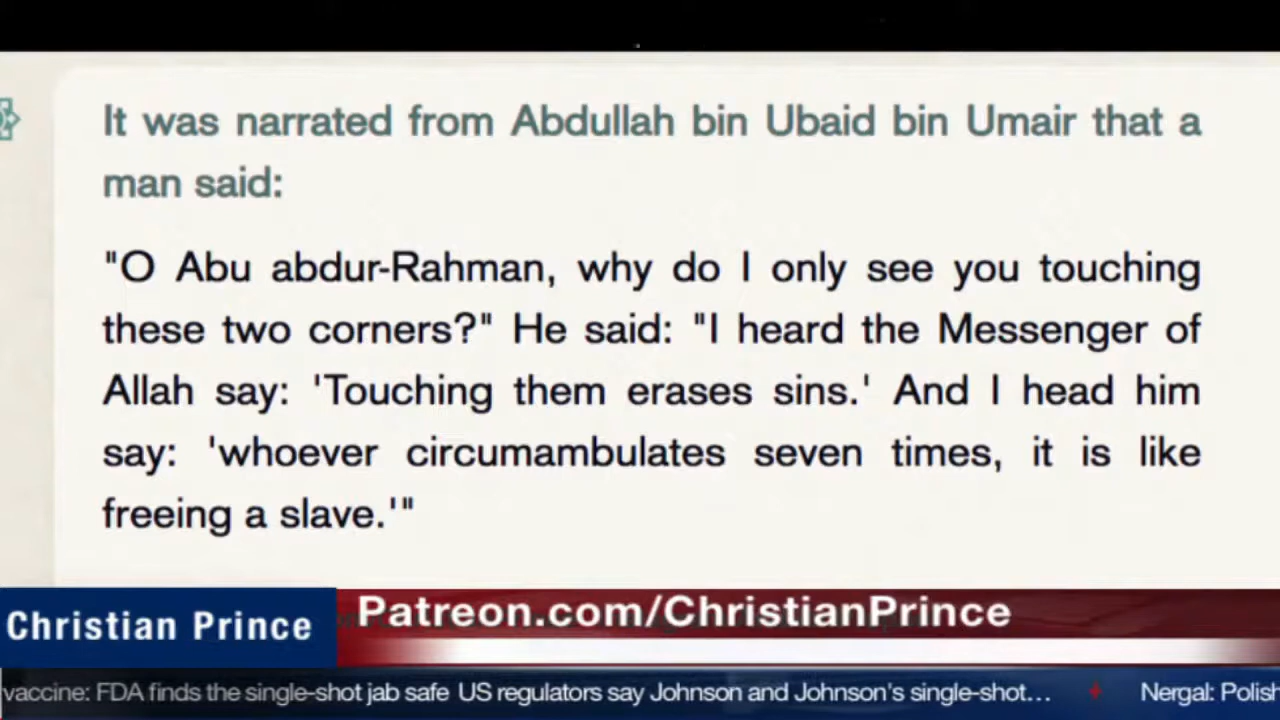 It was narrated from Abdullah bin Ubaid bin Umair that a
man said:
"O Abu abdur-Rahman, why do I only see you touching
these two corners?" He said: "I heard the Messenger of
Allah say: 'Touching them erases sins.' And I head him
say: 'whoever circumambulates seven times, it is like
freeing a slave.'"
Christian Prince
Patreon.com/ChristianPrince
vaccine: FDA finds the single-shot jab safe US regulators say Johnson and Johnson's single-shot... Nergal: Polish